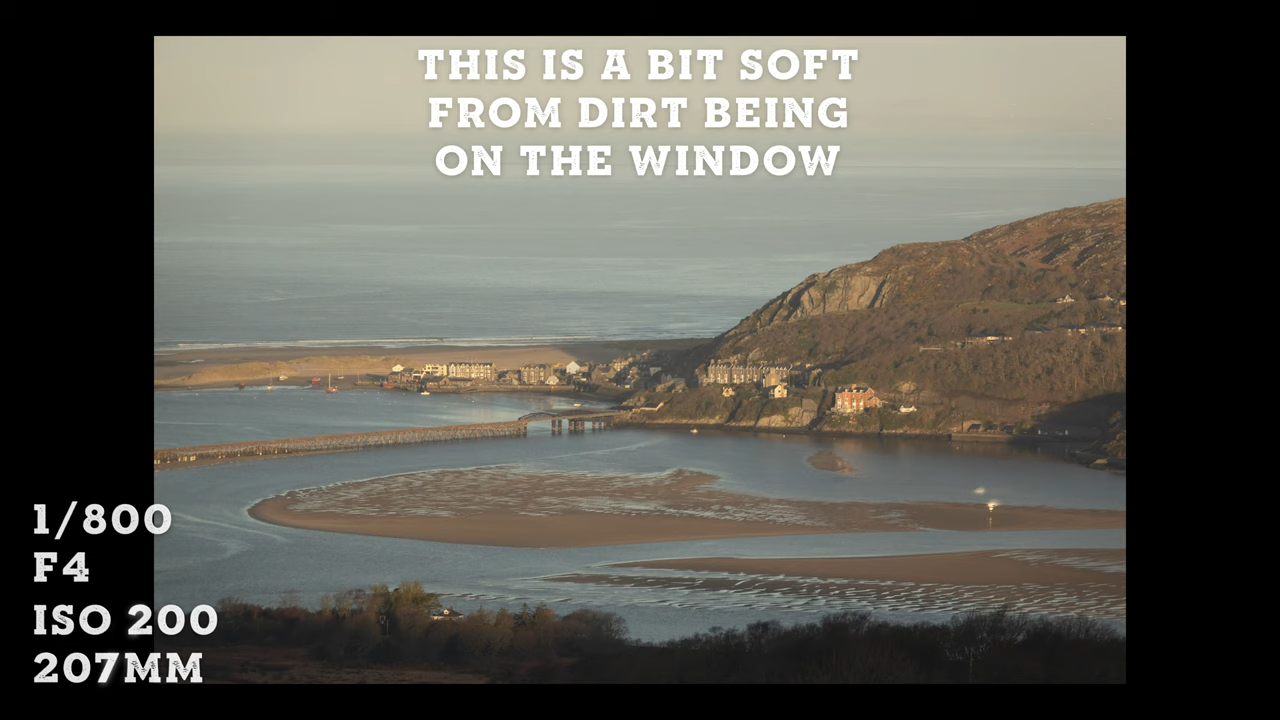 THIS IS A BIT SOFT
FROM DIRT BEING
ON THE WINDOW
1/800
F4
ISO 200
207MM